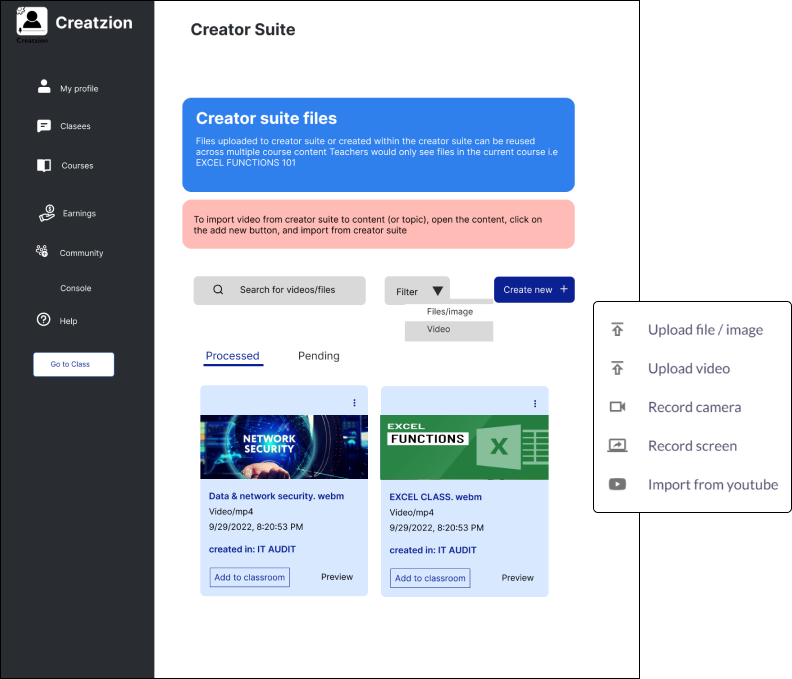 Creatzion
Creatzion
My profile
Clasees
Courses
Earnings
Community
Console
Help
Go to Class
Creator Suite
Creator suite files
Files uploaded to creator suite or created within the creator suite can be reused
across multiple course content Teachers would only see files in the current course i.e
EXCEL FUNCTIONS 101
To import video from creator suite to content (or topic), open the content, click on
the add new button, and import from creator suite
Search for videos/files
Filter
Create new +
Files/image
Video
Processed
Pending
NETWORK
SECURITY
Data & network security. webm
Video/mp4
9/29/2022, 8:20:53 PM
created in: IT AUDIT
Add to classroom
Preview
EXCEL
FUNCTIONS
X
EXCEL CLASS. webm
Video/mp4
9/29/2022, 8:20:53 PM
created in: IT AUDIT
Add to classroom
Preview
Upload file / image
Upload video
Record camera
Record screen
Import from youtube